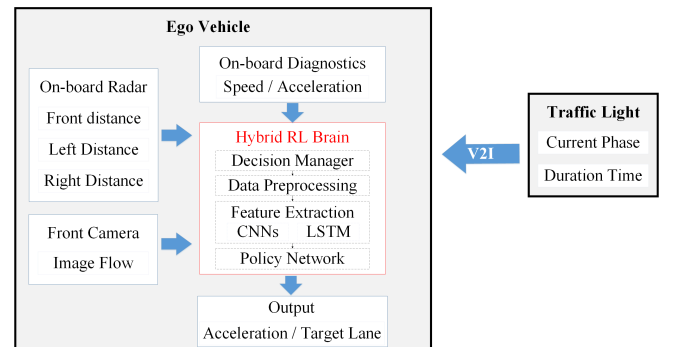 Ego Vehicle
On-board Radar
Front distance
Left Distance
Right Distance
Front Camera
Image Flow
On-board Diagnostics
Speed / Acceleration
Hybrid RL Brain
Decision Manager
Data Preprocessing
Feature Extraction
CNNs LSTM
Policy Network
Output
Acceleration / Target Lane
V2I
Traffic Light
Current Phase
Duration Time